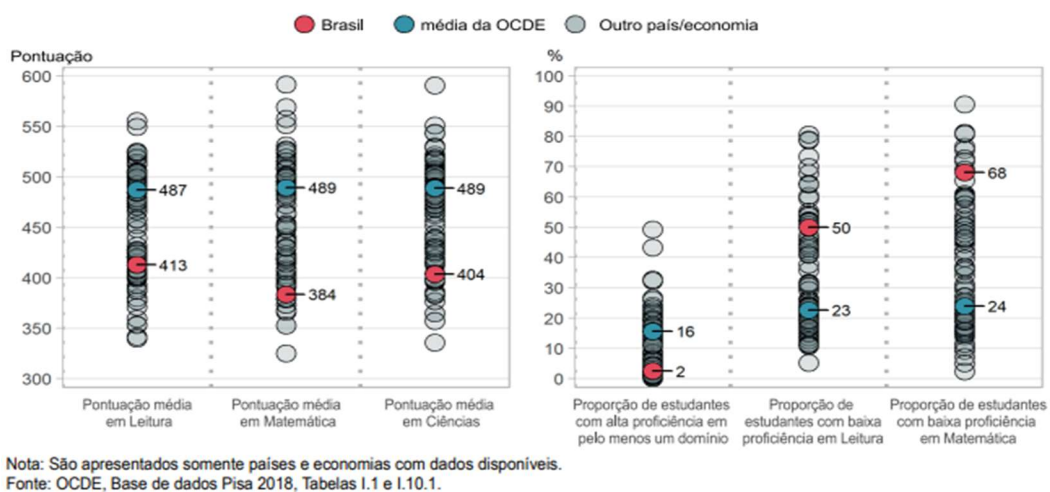 Brasil média da OCDE Outro país/economia
Pontuação
600
550
500
450
400
350
300
487
413
489
384
489
404
Pontuação média
em Leitura
Pontuação média
em Matemática
Pontuação média
em Ciências
%
100
90
80
70
60
50
40
30
20
10
0
16
2
50
23
68
24
Proporção de estudantes
com alta proficiência em
pelo menos um domínio
Proporção de
estudantes com baixa
proficiência em Leitura
Proporção de estudantes
com baixa proficiência
em Matemática
Nota: São apresentados somente países e economias com dados disponíveis.
Fonte: OCDE, Base de dados Pisa 2018, Tabelas I.1 e I.10.1.